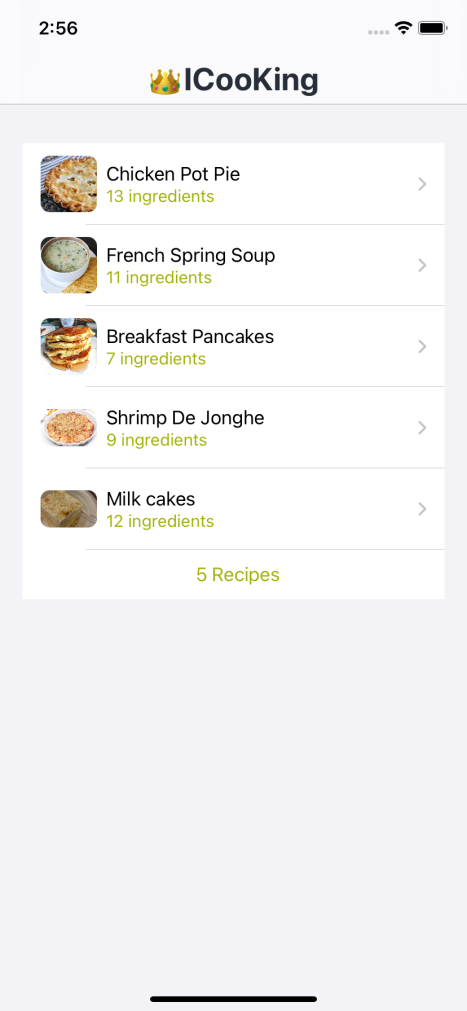 2:56
👑ICooKing
Chicken Pot Pie
13 ingredients
French Spring Soup
11 ingredients
Breakfast Pancakes
7 ingredients
Shrimp De Jonghe
9 ingredients
Milk cakes
12 ingredients
5 Recipes